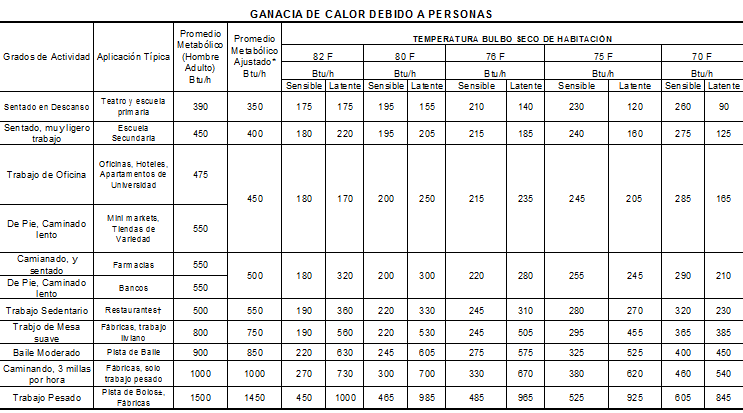 GANACIA DE CALOR DEBIDO A PERSONAS
Grados de Actividad Aplicación Típica Promedio Metabólico (Hombre Adulto) Btu/h Promedio Metabólico Ajustado* Btu/h TEMPERATURA BULBO SECO DE HABITACIÓN
82 F 80 F 76 F 75 F 70 F
Btu/h Btu/h Btu/h Btu/h Btu/h
Sensible Latente Sensible Latente Sensible Latente Sensible Latente Sensible Latente
Sentado en Descanso Teatro y escuela primaria 390 350 175 175 195 155 210 140 230 120 260 90
Sentado, muy ligero trabajo Escuela Secundaria 450 400 180 220 195 205 215 185 240 160 275 125
Trabajo de Oficina Oficinas, Hoteles, Apartamentos de Universidad 475 450 180 170 200 250 215 235 245 205 285 165
De Pie, Caminado lento Mini markets, Tiendas de Variedad 550
Camianado, y sentado Farmacias 550 500 180 320 200 300 220 280 255 245 290 210
De Pie, Caminado lento Bancos 550
Trabajo Sedentario Restaurantes† 500 550 190 360 220 330 245 310 280 270 320 230
Trabjo de Mesa suave Fábricas, trabajo liviano 800 750 190 560 220 530 245 505 295 455 365 385
Baile Moderado Pista de Baile 900 850 220 630 245 605 275 575 325 525 400 450
Caminando, 3 millas por hora Fábricas, solo trabajo pesado 1000 1000 270 730 300 700 330 670 380 620 460 540
Trabajo Pesado Pista de Bolos±, Fábricas 1500 1450 450 1000 465 985 485 965 525 925 605 845